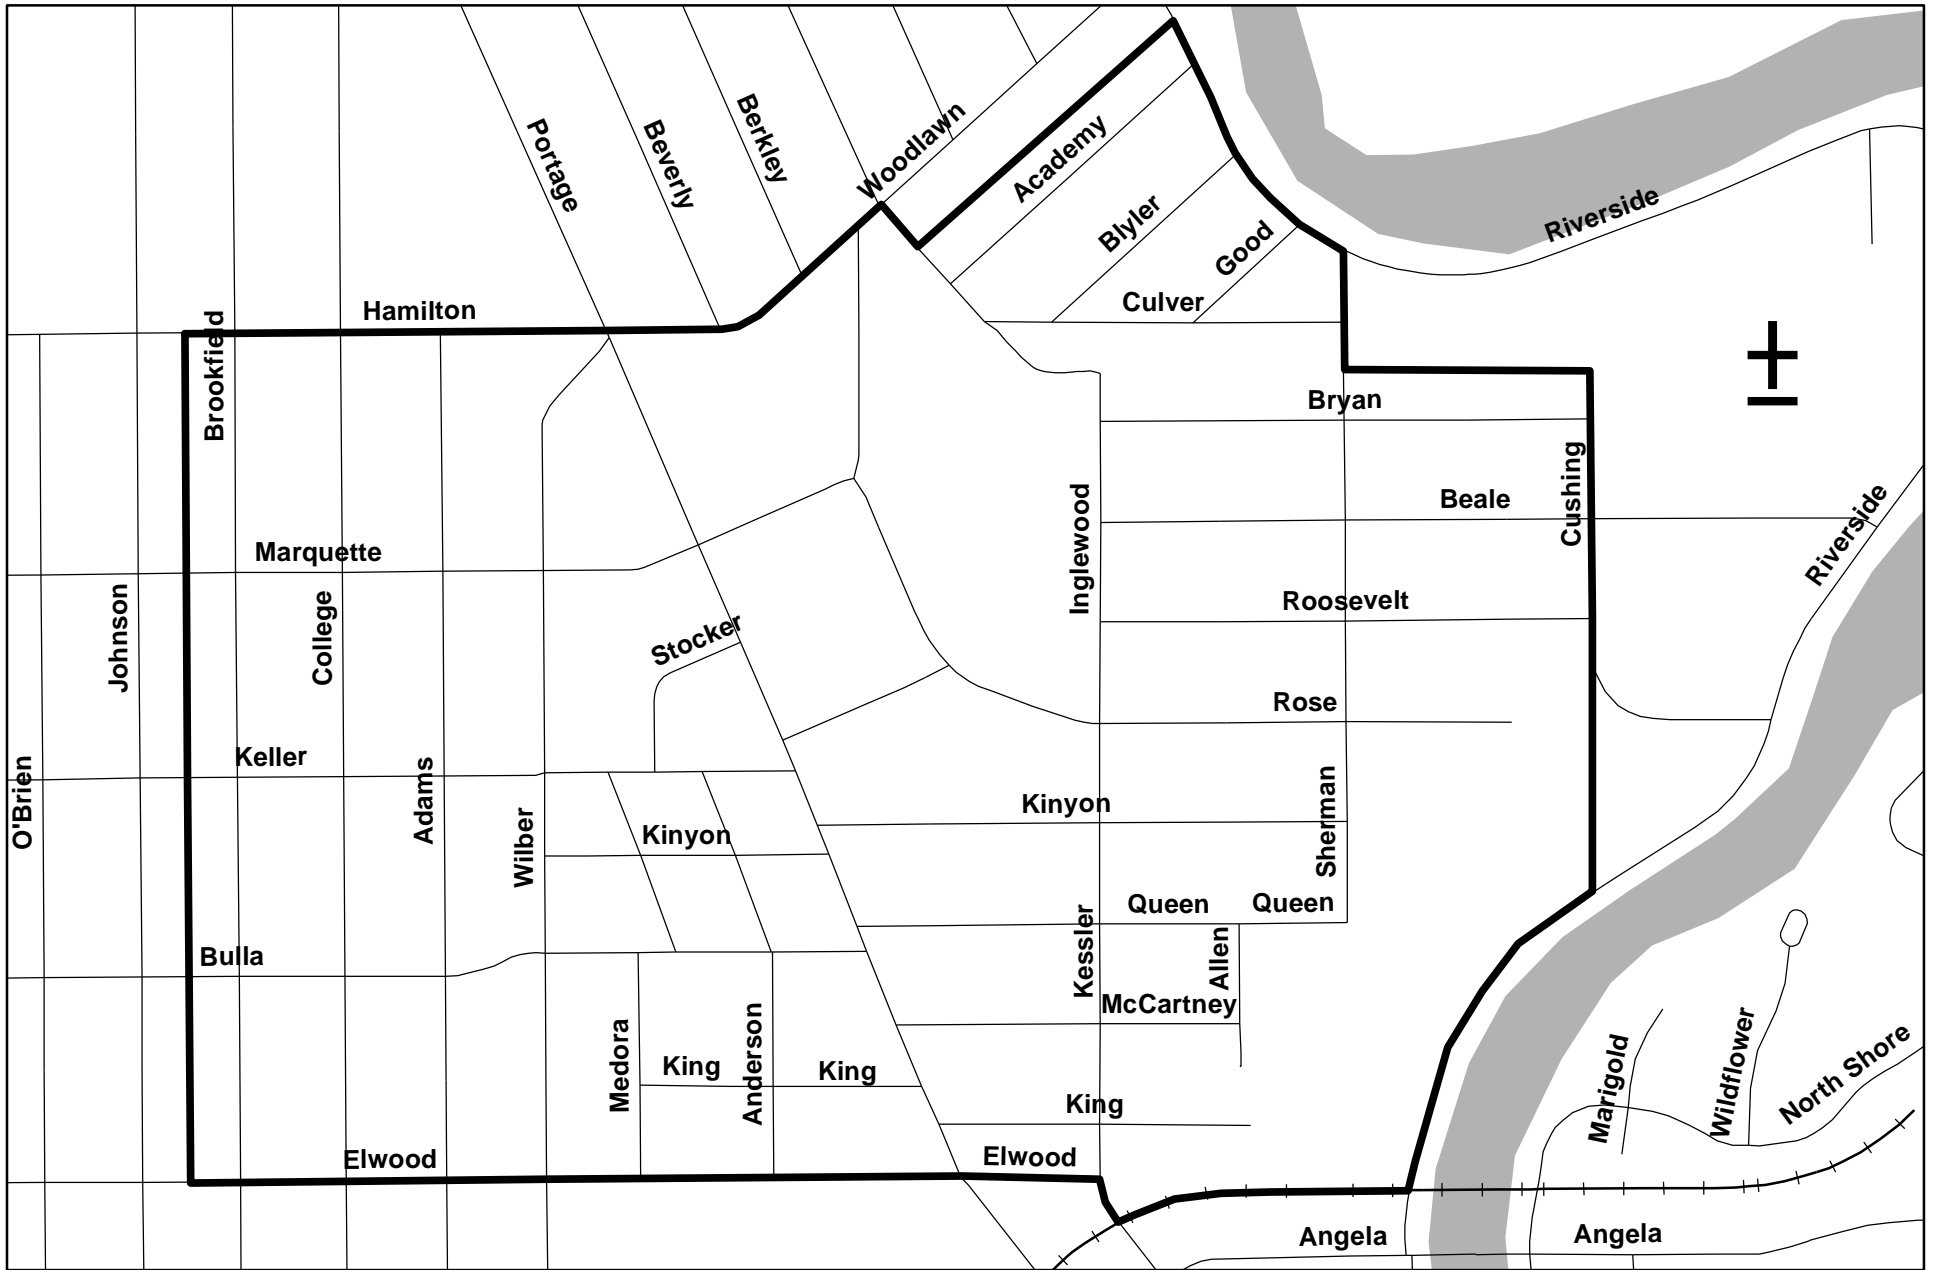 Portage
Beverly
Berkley
Woodlawn
Academy
Blyler
Good
Riverside
Hamilton
Culver
Brookfield
Bryan
Cushing
Inglewood
Beale
Riverside
Marquette
Johnson
College
Stocker
Roosevelt
Rose
Keller
O'Brien
Adams
Wilber
Kinyon
Kinyon
Sherman
Queen
Queen
Bulla
Kessler
Allen
McCartney
Medora
King
Anderson
King
King
Marigold
Wildflower
North Shore
Elwood
Elwood
Angela
Angela